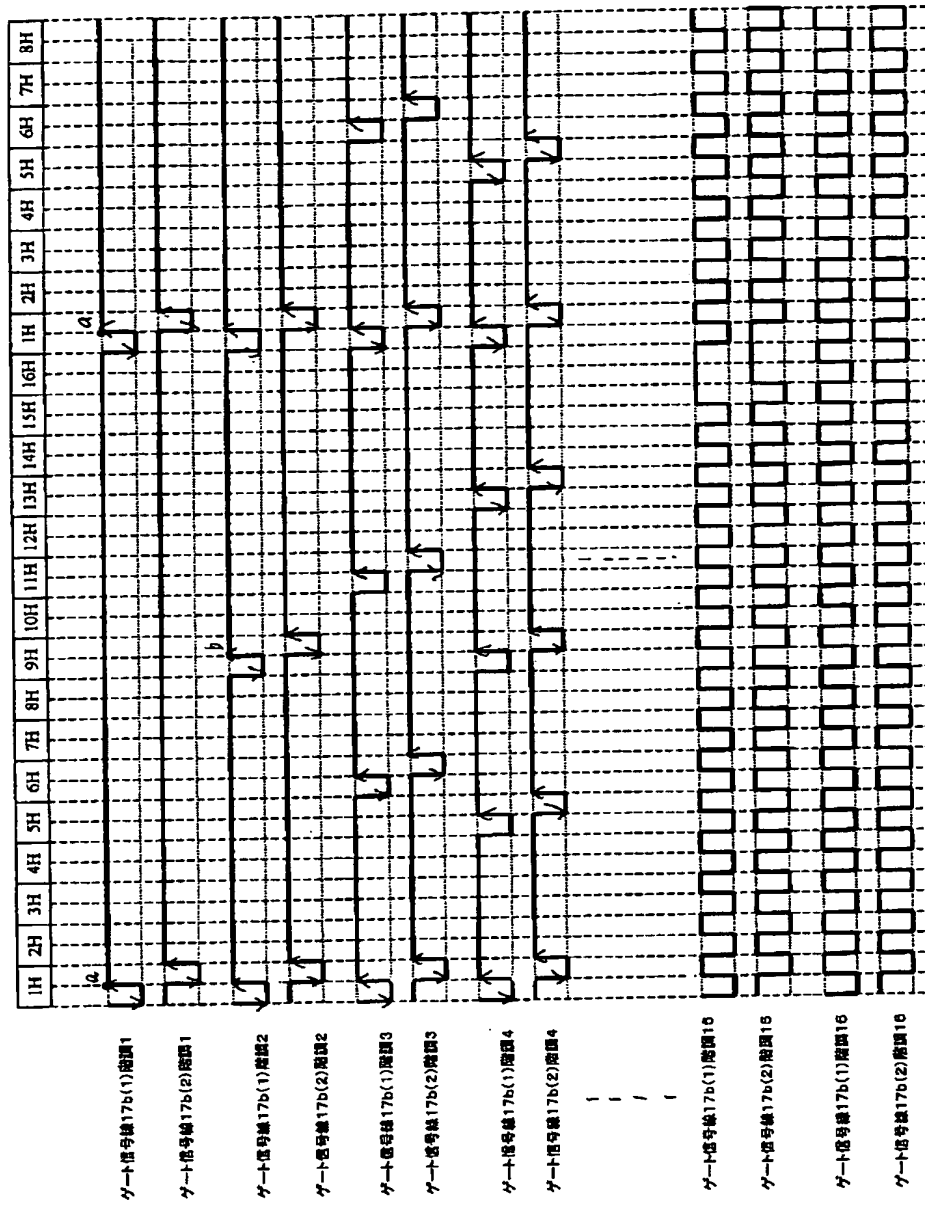 1H 2H 3H 4H 5H 6H 7H 8H 9H 10H 11H 12H 13H 14H 15H 16H 1H 2H 3H 4H 5H 6H 7H 8H
a
a
b
ゲート信号線17b(1)階調1
ゲート信号線17b(2)階調1
ゲート信号線17b(1)階調2
ゲート信号線17b(2)階調2
ゲート信号線17b(1)階調3
ゲート信号線17b(2)階調3
ゲート信号線17b(1)階調4
ゲート信号線17b(2)階調4
ゲート信号線17b(1)階調16
ゲート信号線17b(2)階調16
ゲート信号線17b(1)階調16
ゲート信号線17b(2)階調16